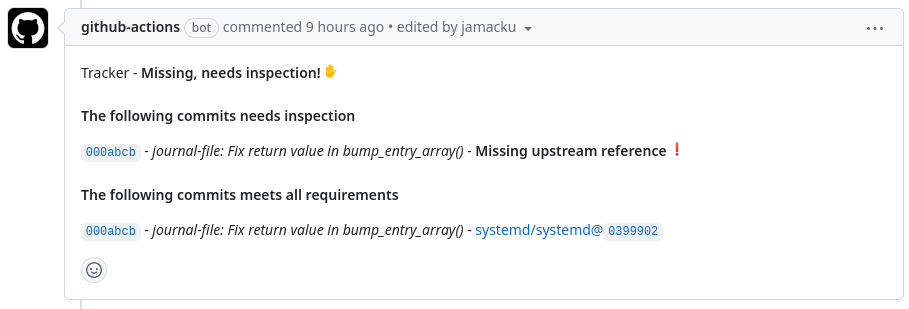 github-actions bot commented 9 hours ago • edited by jamacku
Tracker - Missing, needs inspection! ✋
The following commits needs inspection
000abcb - journal-file: Fix return value in bump_entry_array() - Missing upstream reference ❗
The following commits meets all requirements
000abcb - journal-file: Fix return value in bump_entry_array() - systemd/systemd@0399902